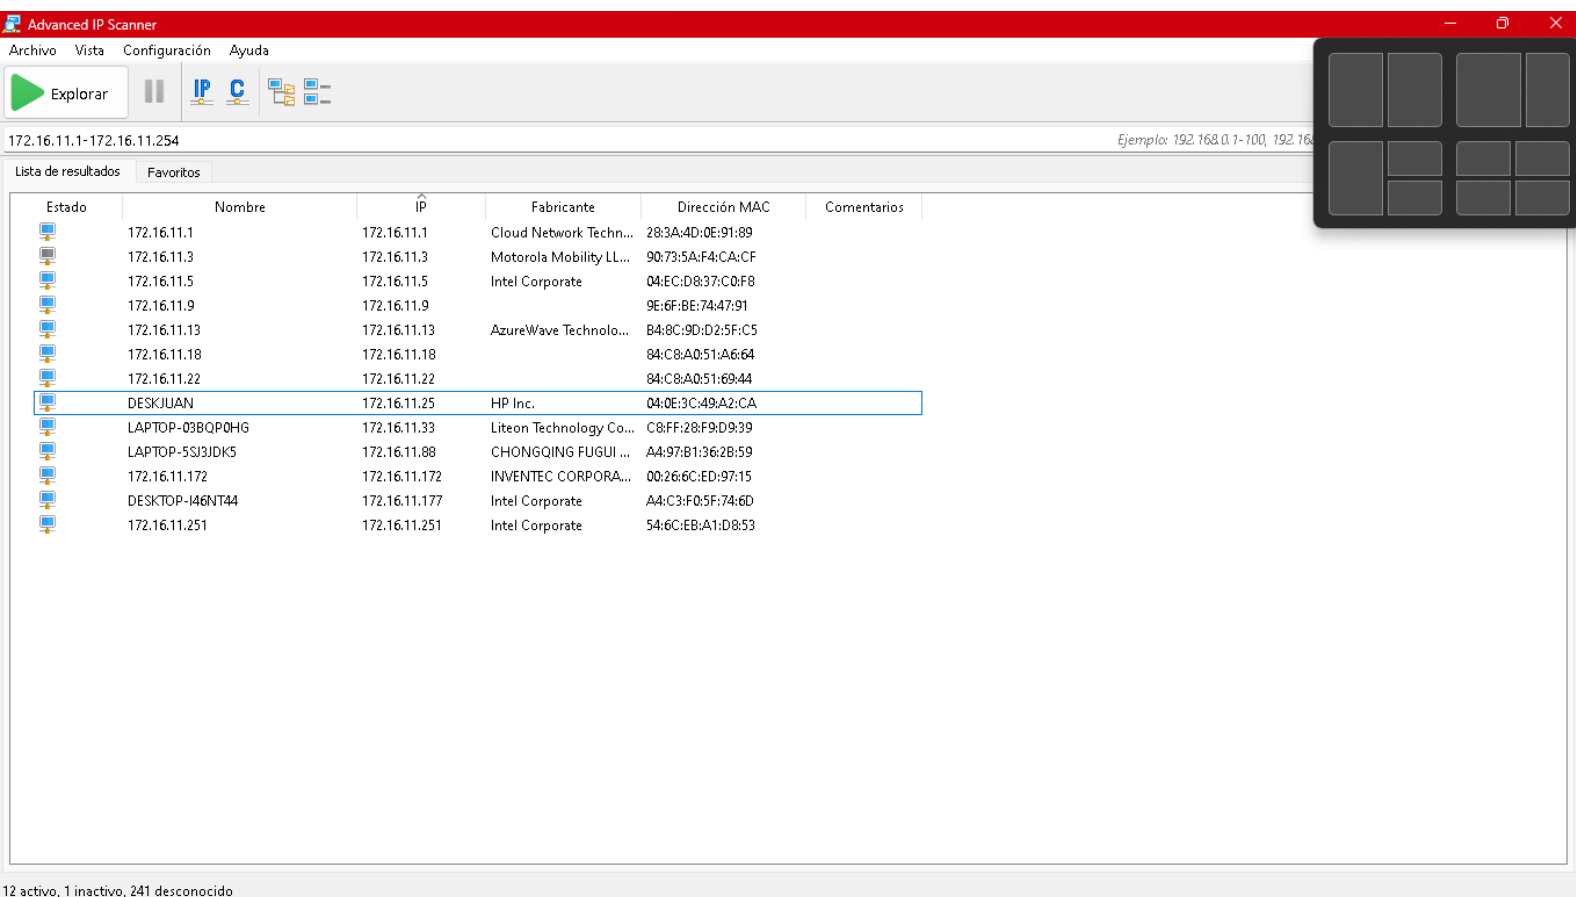 Advanced IP Scanner
Archivo Vista Configuración Ayuda
Explorar IP C
172.16.11.1-172.16.11.254 Ejemplo: 192.168.0.1-100, 192.16
Lista de resultados Favoritos
Estado Nombre IP Fabricante Dirección MAC Comentarios
172.16.11.1 172.16.11.1 Cloud Network Techn... 28:3A:4D:0E:91:89
172.16.11.3 172.16.11.3 Motorola Mobility LL... 90:73:5A:F4:CA:CF
172.16.11.5 172.16.11.5 Intel Corporate 04:EC:D8:37:C0:F8
172.16.11.9 172.16.11.9 9E:6F:BE:74:47:91
172.16.11.13 172.16.11.13 AzureWave Technolo... B4:8C:9D:D2:5F:C5
172.16.11.18 172.16.11.18 84:C8:A0:51:A6:64
172.16.11.22 172.16.11.22 84:C8:A0:51:69:44
DESKJUAN 172.16.11.25 HP Inc. 04:0E:3C:49:A2:CA
LAPTOP-03BQP0HG 172.16.11.33 Liteon Technology Co... C8:FF:28:F9:D9:39
LAPTOP-5SJ3JDK5 172.16.11.88 CHONGQING FUGUI ... A4:97:B1:36:2B:59
172.16.11.172 172.16.11.172 INVENTEC CORPORA... 00:26:6C:ED:97:15
DESKTOP-I46NT44 172.16.11.177 Intel Corporate A4:C3:F0:5F:74:6D
172.16.11.251 172.16.11.251 Intel Corporate 54:6C:EB:A1:D8:53
12 activo, 1 inactivo, 241 desconocido